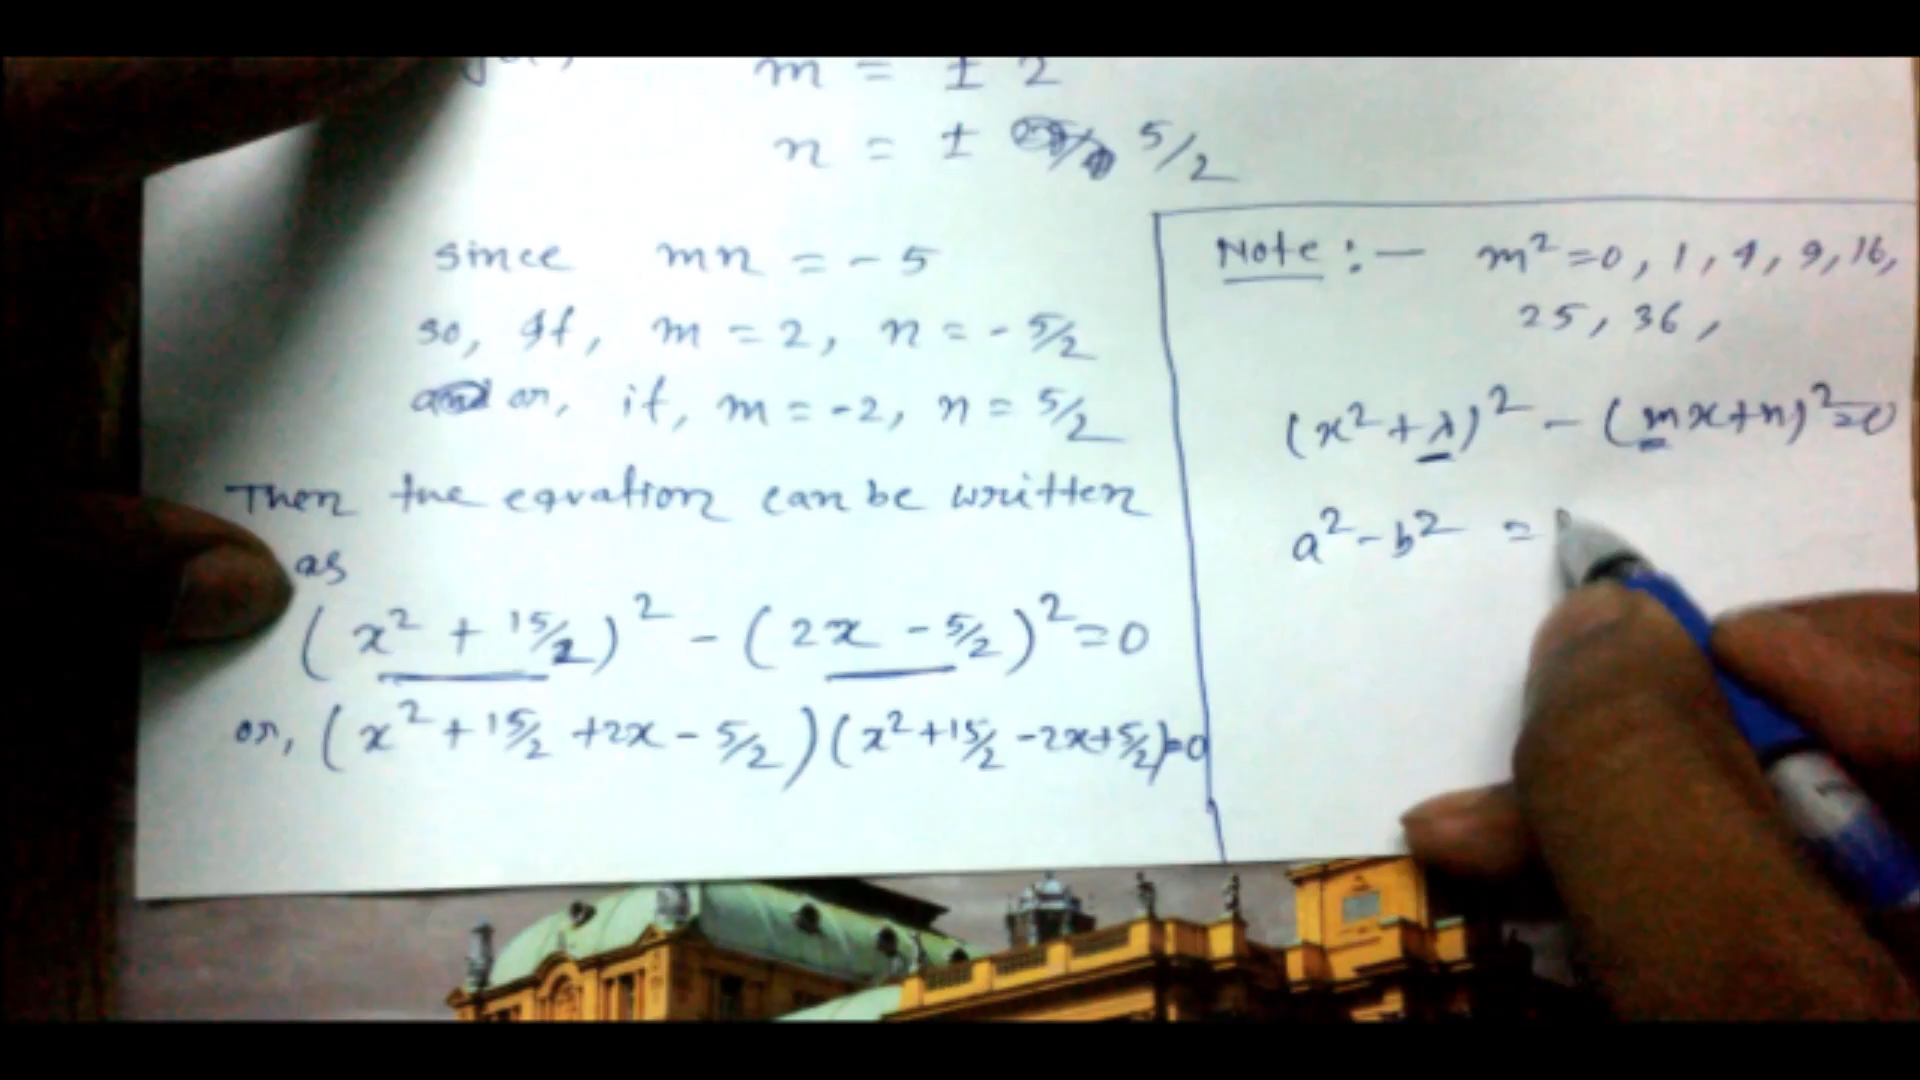 m = ± 2
n = ± 5/2
since mn = - 5
so, if, m = 2, n = - 5/2
or, if, m = -2, n = 5/2
Then the equation can be written
as
(x² + 15/2)² - (2x - 5/2)² = 0
or, (x² + 15/2 + 2x - 5/2)(x² + 15/2 - 2x + 5/2) = 0
Note :- m² = 0, 1, 4, 9, 16,
25, 36,
(x² + λ)² - (mx + n)² = 0
a² - b² =